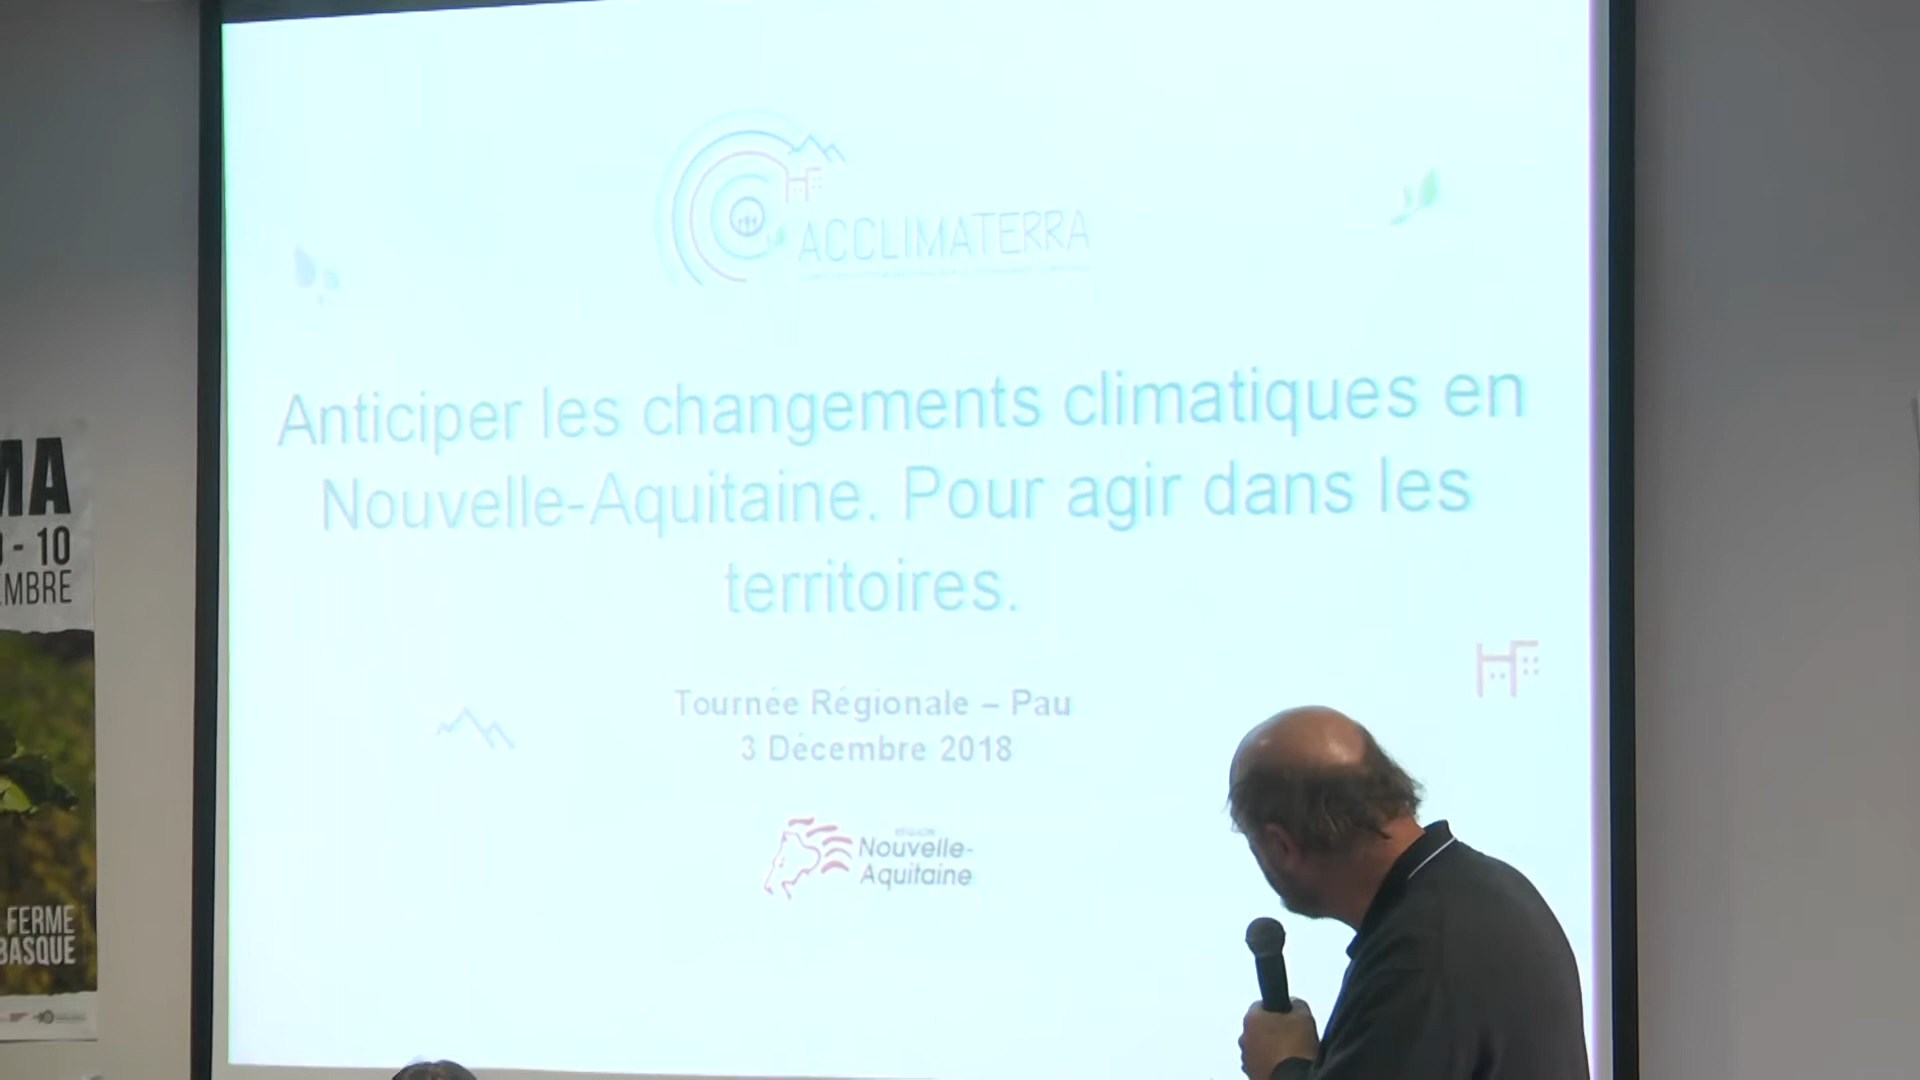 ACCLIMATERRA
Anticiper les changements climatiques en
Nouvelle-Aquitaine. Pour agir dans les
territoires.
Tournée Régionale – Pau
3 Décembre 2018
RÉGION
Nouvelle-
Aquitaine
MA
- 10
EMBRE
FERME
BASQUE